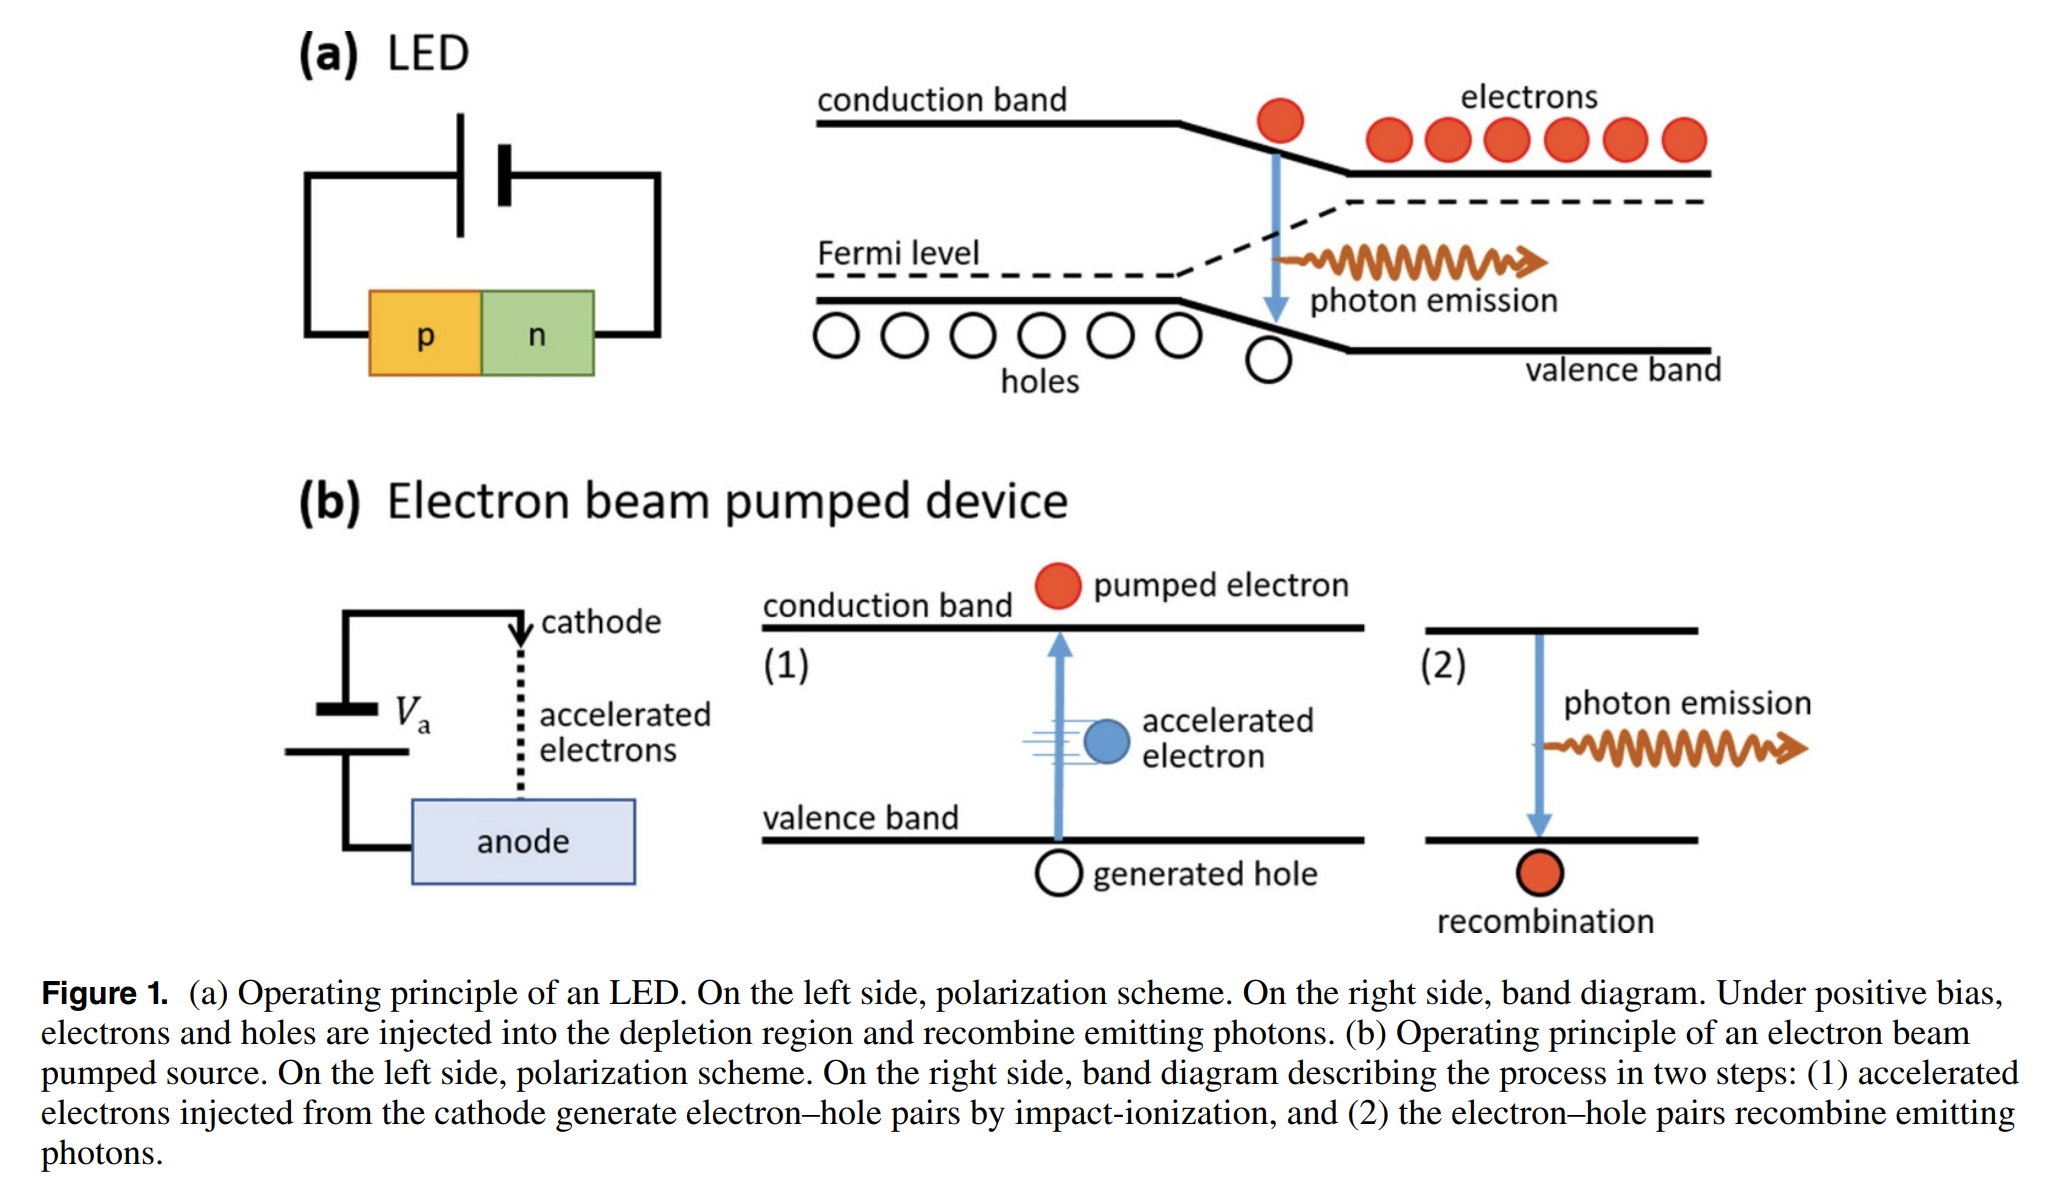 (a) LED
conduction band
electrons
Fermi level
photon emission
p
n
holes
valence band
(b) Electron beam pumped device
cathode
Va
accelerated
electrons
anode
conduction band
pumped electron
(1)
accelerated
electron
valence band
generated hole
(2)
photon emission
recombination
Figure 1. (a) Operating principle of an LED. On the left side, polarization scheme. On the right side, band diagram. Under positive bias,
electrons and holes are injected into the depletion region and recombine emitting photons. (b) Operating principle of an electron beam
pumped source. On the left side, polarization scheme. On the right side, band diagram describing the process in two steps: (1) accelerated
electrons injected from the cathode generate electron–hole pairs by impact-ionization, and (2) the electron–hole pairs recombine emitting
photons.